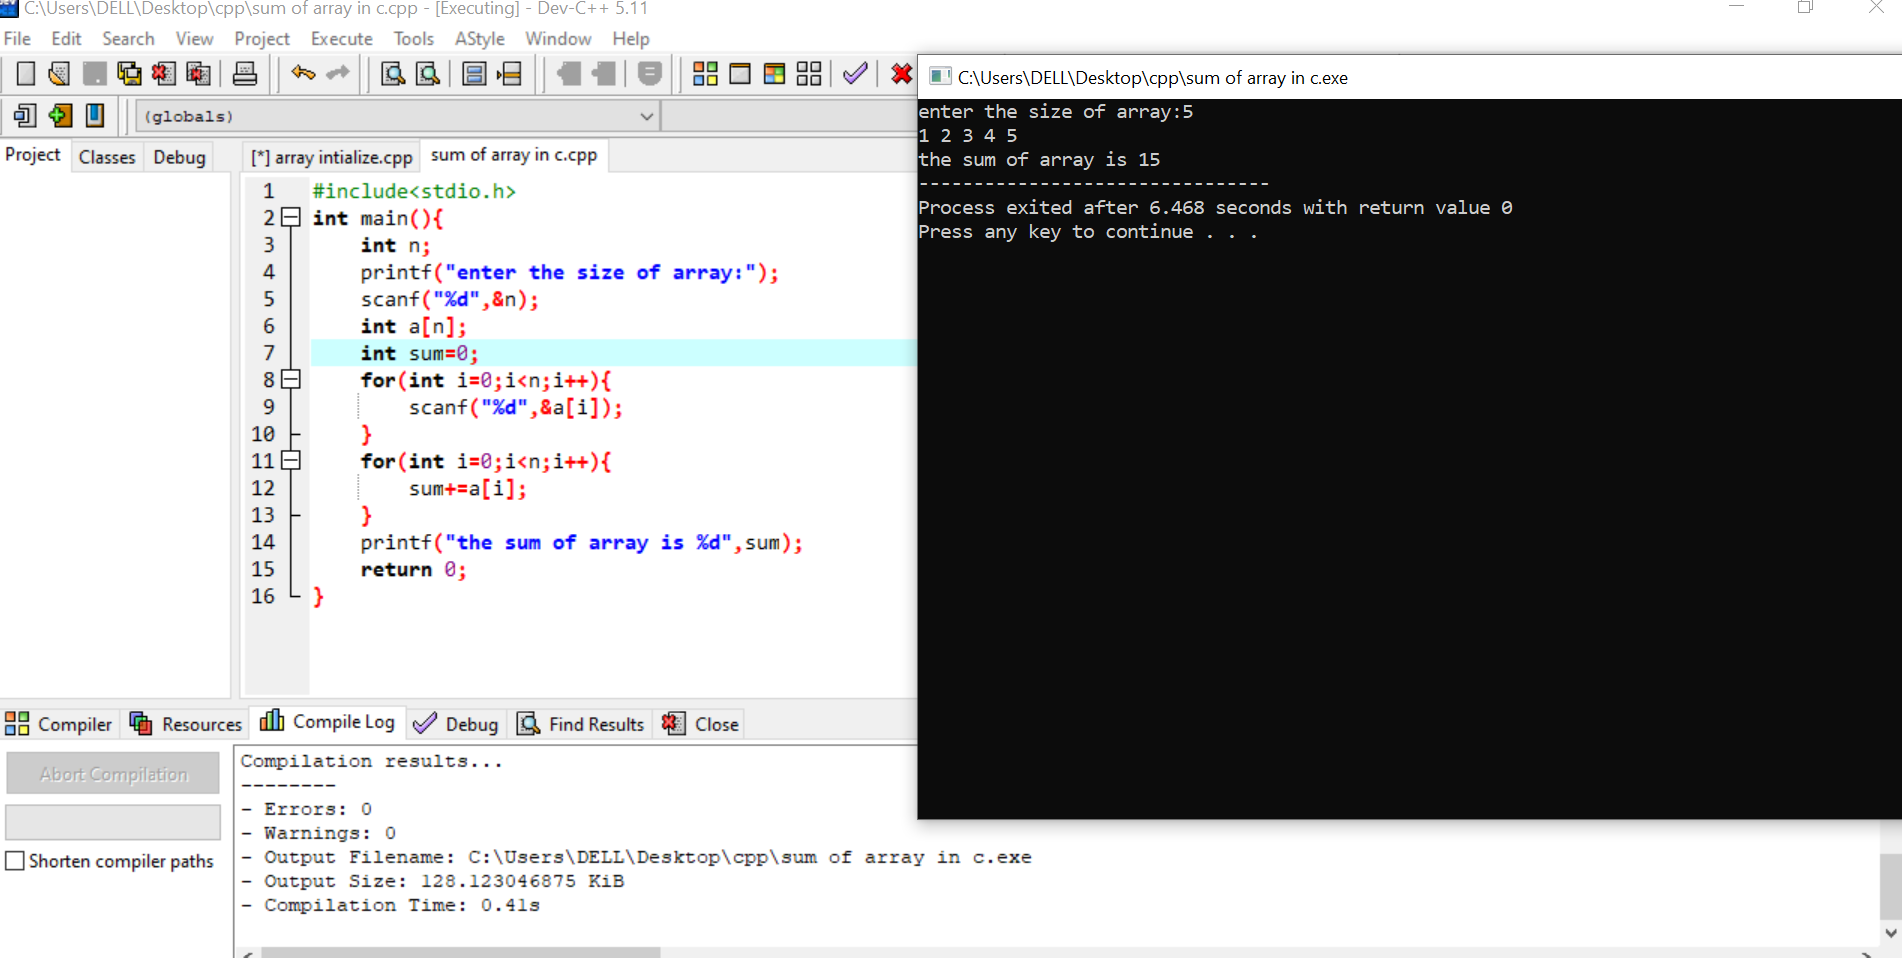 C:\Users\DELL\Desktop\cpp\sum of array in c.cpp - [Executing] - Dev-C++ 5.11
File Edit Search View Project Execute Tools AStyle Window Help
(globals)
Project Classes Debug
[*] array intialize.cpp sum of array in c.cpp
1 #include<stdio.h>
2 int main(){
3 int n;
4 printf("enter the size of array:");
5 scanf("%d",&n);
6 int a[n];
7 int sum=0;
8 for(int i=0;i<n;i++){
9 scanf("%d",&a[i]);
10 }
11 for(int i=0;i<n;i++){
12 sum+=a[i];
13 }
14 printf("the sum of array is %d",sum);
15 return 0;
16 }
C:\Users\DELL\Desktop\cpp\sum of array in c.exe
enter the size of array:5
1 2 3 4 5
the sum of array is 15
--------------------------------
Process exited after 6.468 seconds with return value 0
Press any key to continue . . .
Compiler Resources Compile Log Debug Find Results Close
Abort Compilation
Shorten compiler paths
Compilation results...
--------
- Errors: 0
- Warnings: 0
- Output Filename: C:\Users\DELL\Desktop\cpp\sum of array in c.exe
- Output Size: 128.123046875 KiB
- Compilation Time: 0.41s